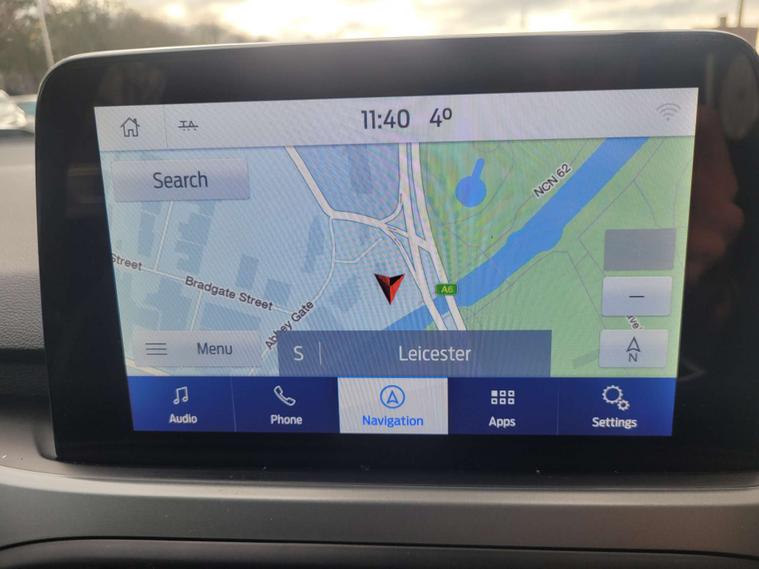 11:40 4º
Search
NCN 62
Street
Bradgate Street
A6
Abbey Gate
Menu
S
Leicester
N
Audio
Phone
Navigation
Apps
Settings